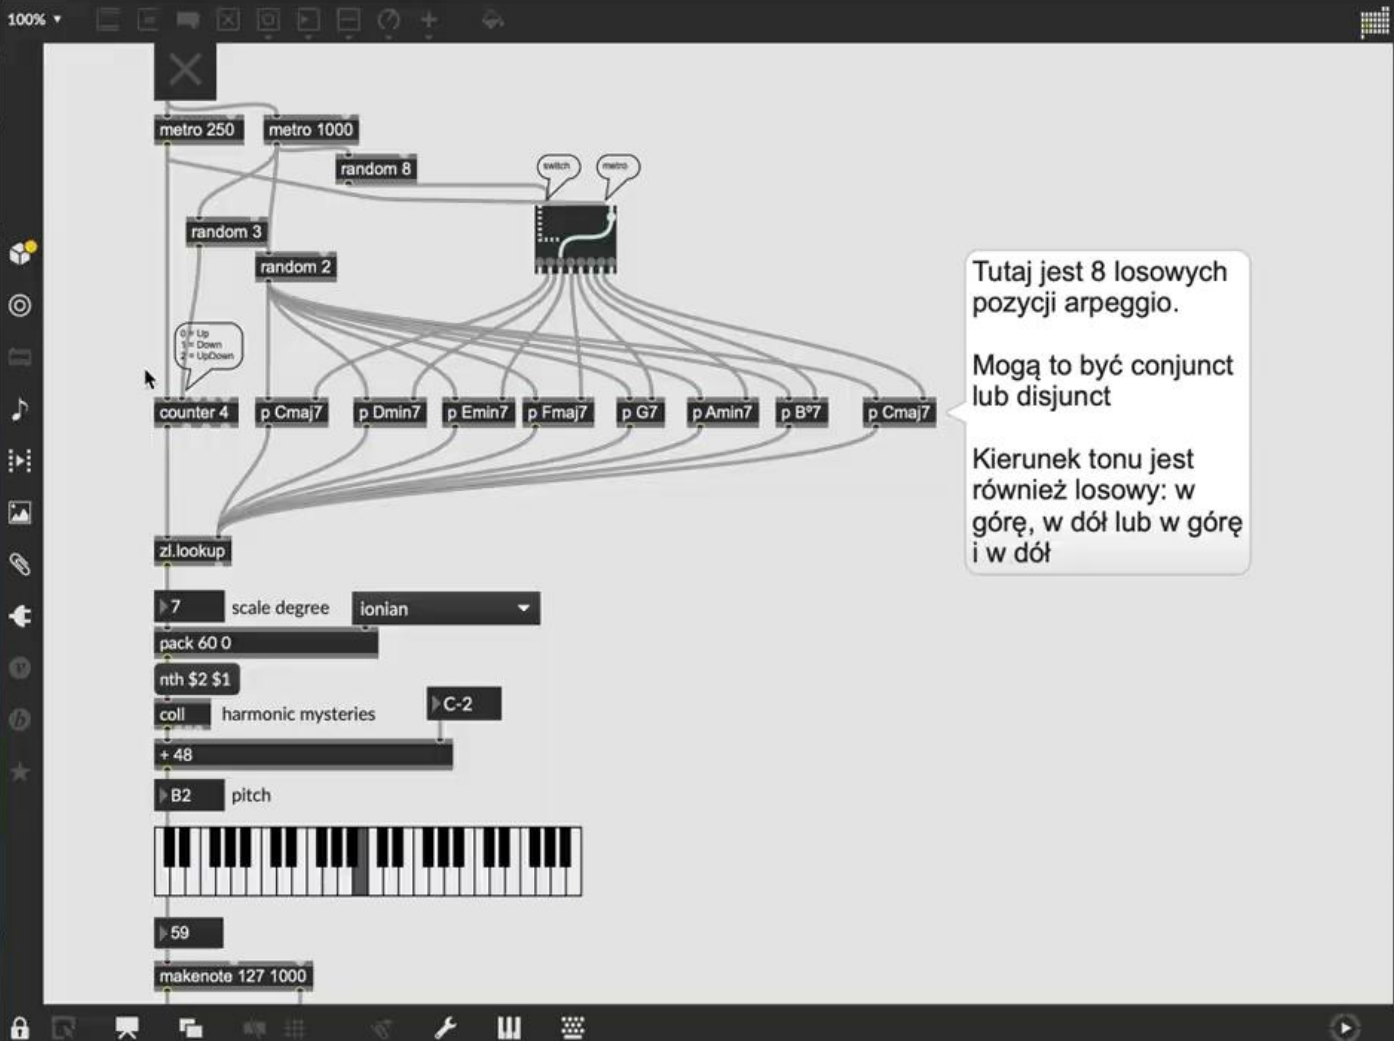 100%
metro 250
metro 1000
random 8
switch
metro
random 3
random 2
0 = Up
1 = Down
2 = UpDown
counter 4
p Cmaj7
p Dmin7
p Emin7
p Fmaj7
p G7
p Amin7
p Bº7
p Cmaj7
Tutaj jest 8 losowych
pozycji arpeggio.
Mogą to być conjunct
lub disjunct
Kierunek tonu jest
również losowy: w
górę, w dół lub w górę
i w dół
zl.lookup
7
scale degree
ionian
pack 60 0
nth $2 $1
coll
harmonic mysteries
C-2
+ 48
B2
pitch
59
makenote 127 1000